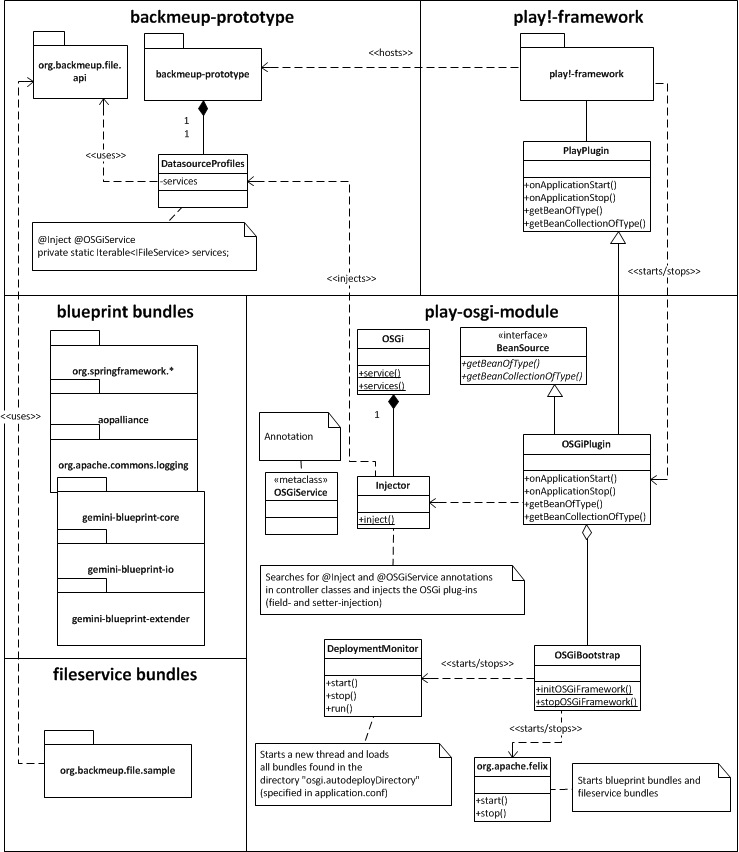 backmeup-prototype
org.backmeup.file.
api
backmeup-prototype
<<hosts>>
1
1
<<uses>>
DatasourceProfiles
-services
@Inject @OSGiService
private static Iterable<IFileService> services;
<<injects>>
play!-framework
play!-framework
PlayPlugin
+onApplicationStart()
+onApplicationStop()
+getBeanOfType()
+getBeanCollectionOfType()
<<starts/stops>>
blueprint bundles
org.springframework.*
aopalliance
org.apache.commons.logging
gemini-blueprint-core
gemini-blueprint-io
gemini-blueprint-extender
<<uses>>
play-osgi-module
OSGi
+service()
+services()
1
«interface»
BeanSource
+getBeanOfType()
+getBeanCollectionOfType()
Annotation
«metaclass»
OSGiService
Injector
+inject()
OSGiPlugin
+onApplicationStart()
+onApplicationStop()
+getBeanOfType()
+getBeanCollectionOfType()
Searches for @Inject and @OSGiService annotations
in controller classes and injects the OSGi plug-ins
(field- and setter-injection)
DeploymentMonitor
+start()
+stop()
+run()
<<starts/stops>>
OSGiBootstrap
+initOSGiFramework()
+stopOSGiFramework()
<<starts/stops>>
Starts a new thread and loads
all bundles found in the
directory "osgi.autodeployDirectory"
(specified in application.conf)
org.apache.felix
+start()
+stop()
Starts blueprint bundles and
fileservice bundles
fileservice bundles
org.backmeup.file.sample